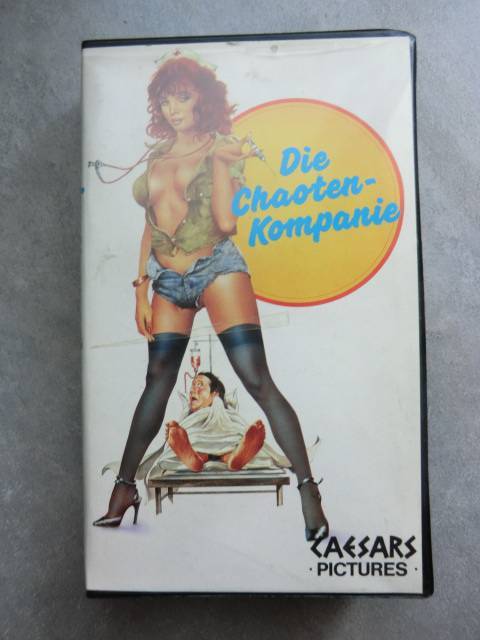 Die
Chaoten-
Kompanie
CAESARS
· PICTURES ·